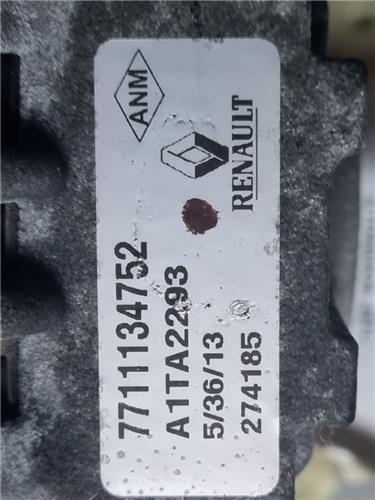 ANM
RENAULT
7711134752
A1TA2293
5/36/13
274185